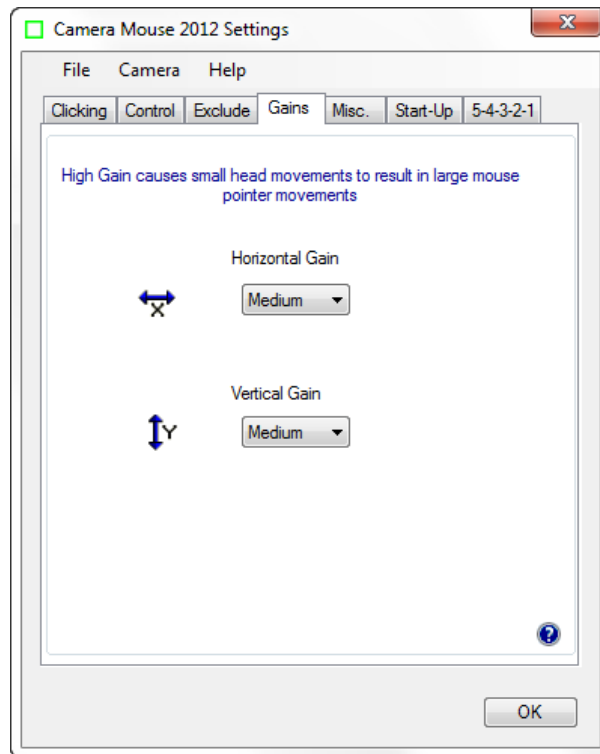 Camera Mouse 2012 Settings
File Camera Help
Clicking Control Exclude Gains Misc. Start-Up 5-4-3-2-1
High Gain causes small head movements to result in large mouse
pointer movements
Horizontal Gain
X Medium
Vertical Gain
Y Medium
?
OK